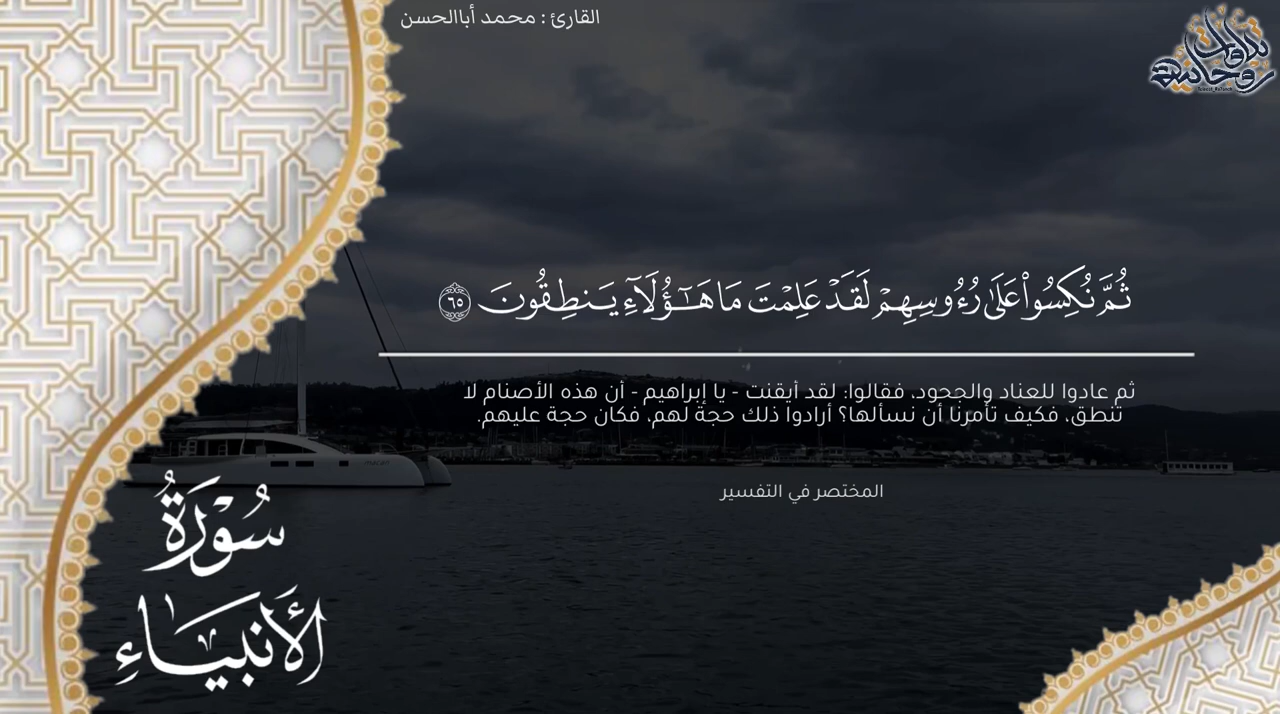 القارئ : محمد أباالحسن
تلاوات روحانية
ثُمَّ نُكِسُوا۟ عَلَىٰ رُءُوسِهِمْ لَقَدْ عَلِمْتَ مَا هَـٰٓؤُلَآءِ يَنطِقُونَ ٦٥
ثم عادوا للعناد والجحود، فقالوا: لقد أيقنت - يا إبراهيم - أن هذه الأصنام لا
تنطق، فكيف تأمرنا أن نسألها؟ أرادوا ذلك حجة لهم، فكان حجة عليهم.
المختصر في التفسير
سُورَةُ
الأَنبِيَاءِ